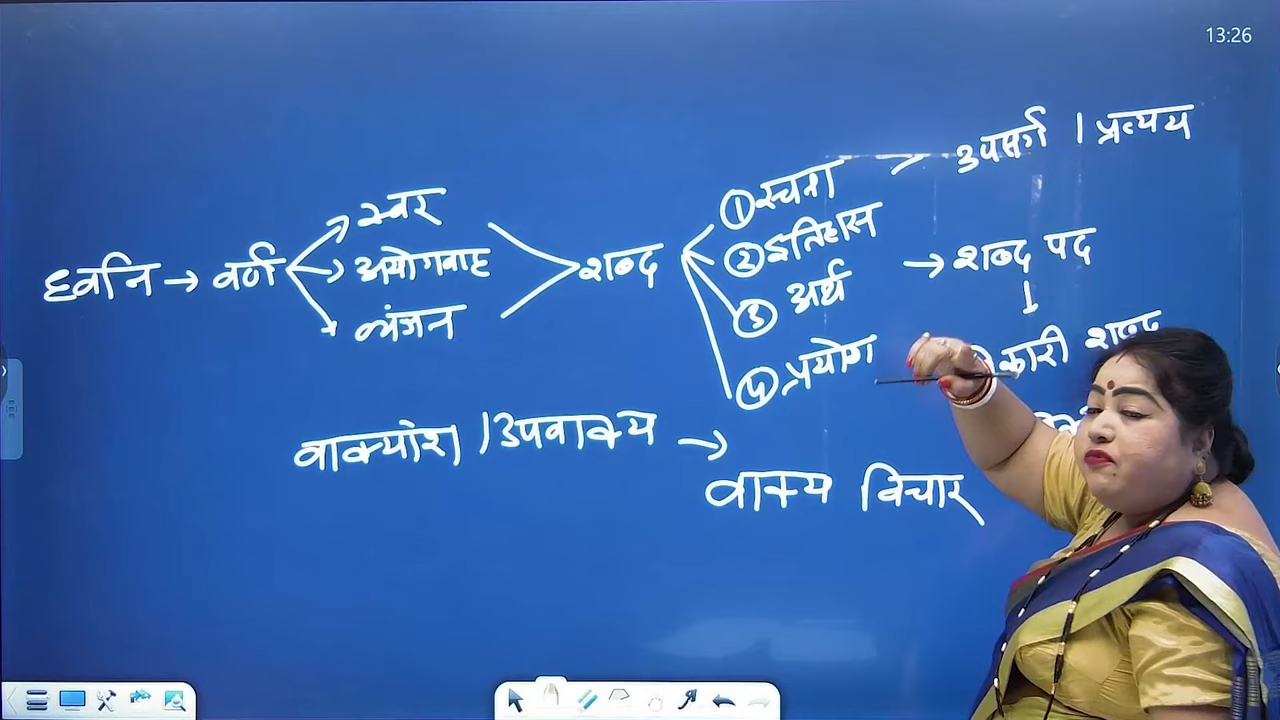 13:26
उपसर्ग । प्रत्यय
① रचना
स्वर
② इतिहास
ध्वनि → वर्ण → अयोगवाह शब्द → शब्द पद
③ अर्थ
व्यंजन
④ प्रयोग
कारी शब्द
वाक्यांश / उपवाक्य →
वाक्य विचार